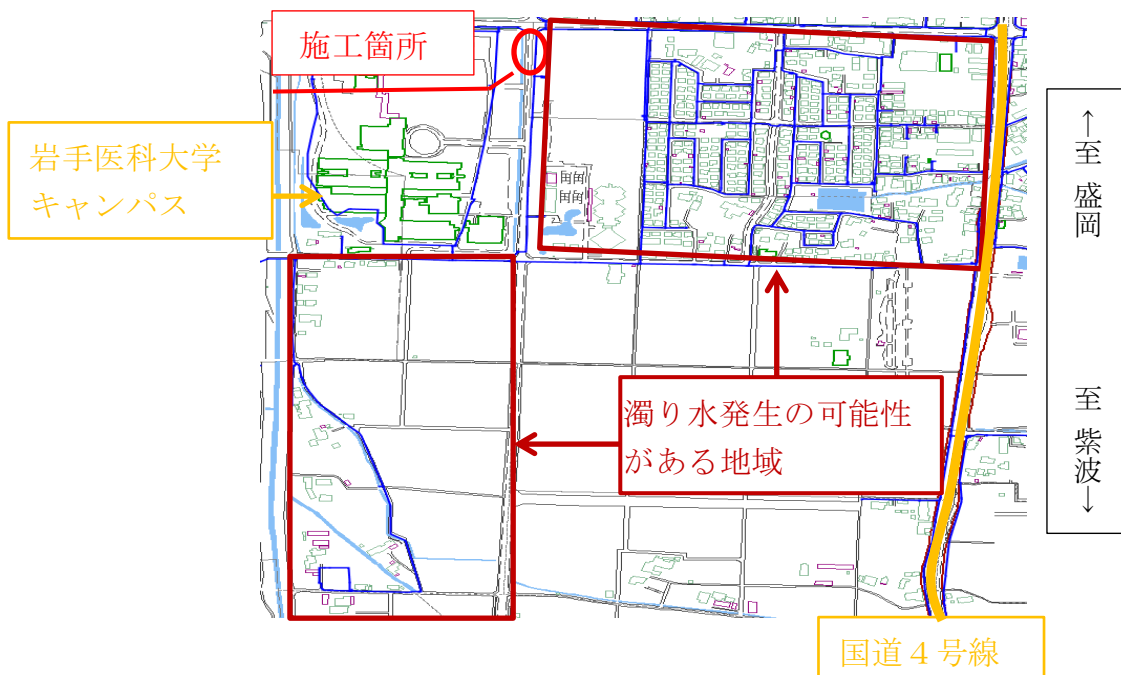 施工箇所
岩手医科大学
キャンパス
濁り水発生の可能性
がある地域
国道４号線
←至 盛岡
至 紫波→